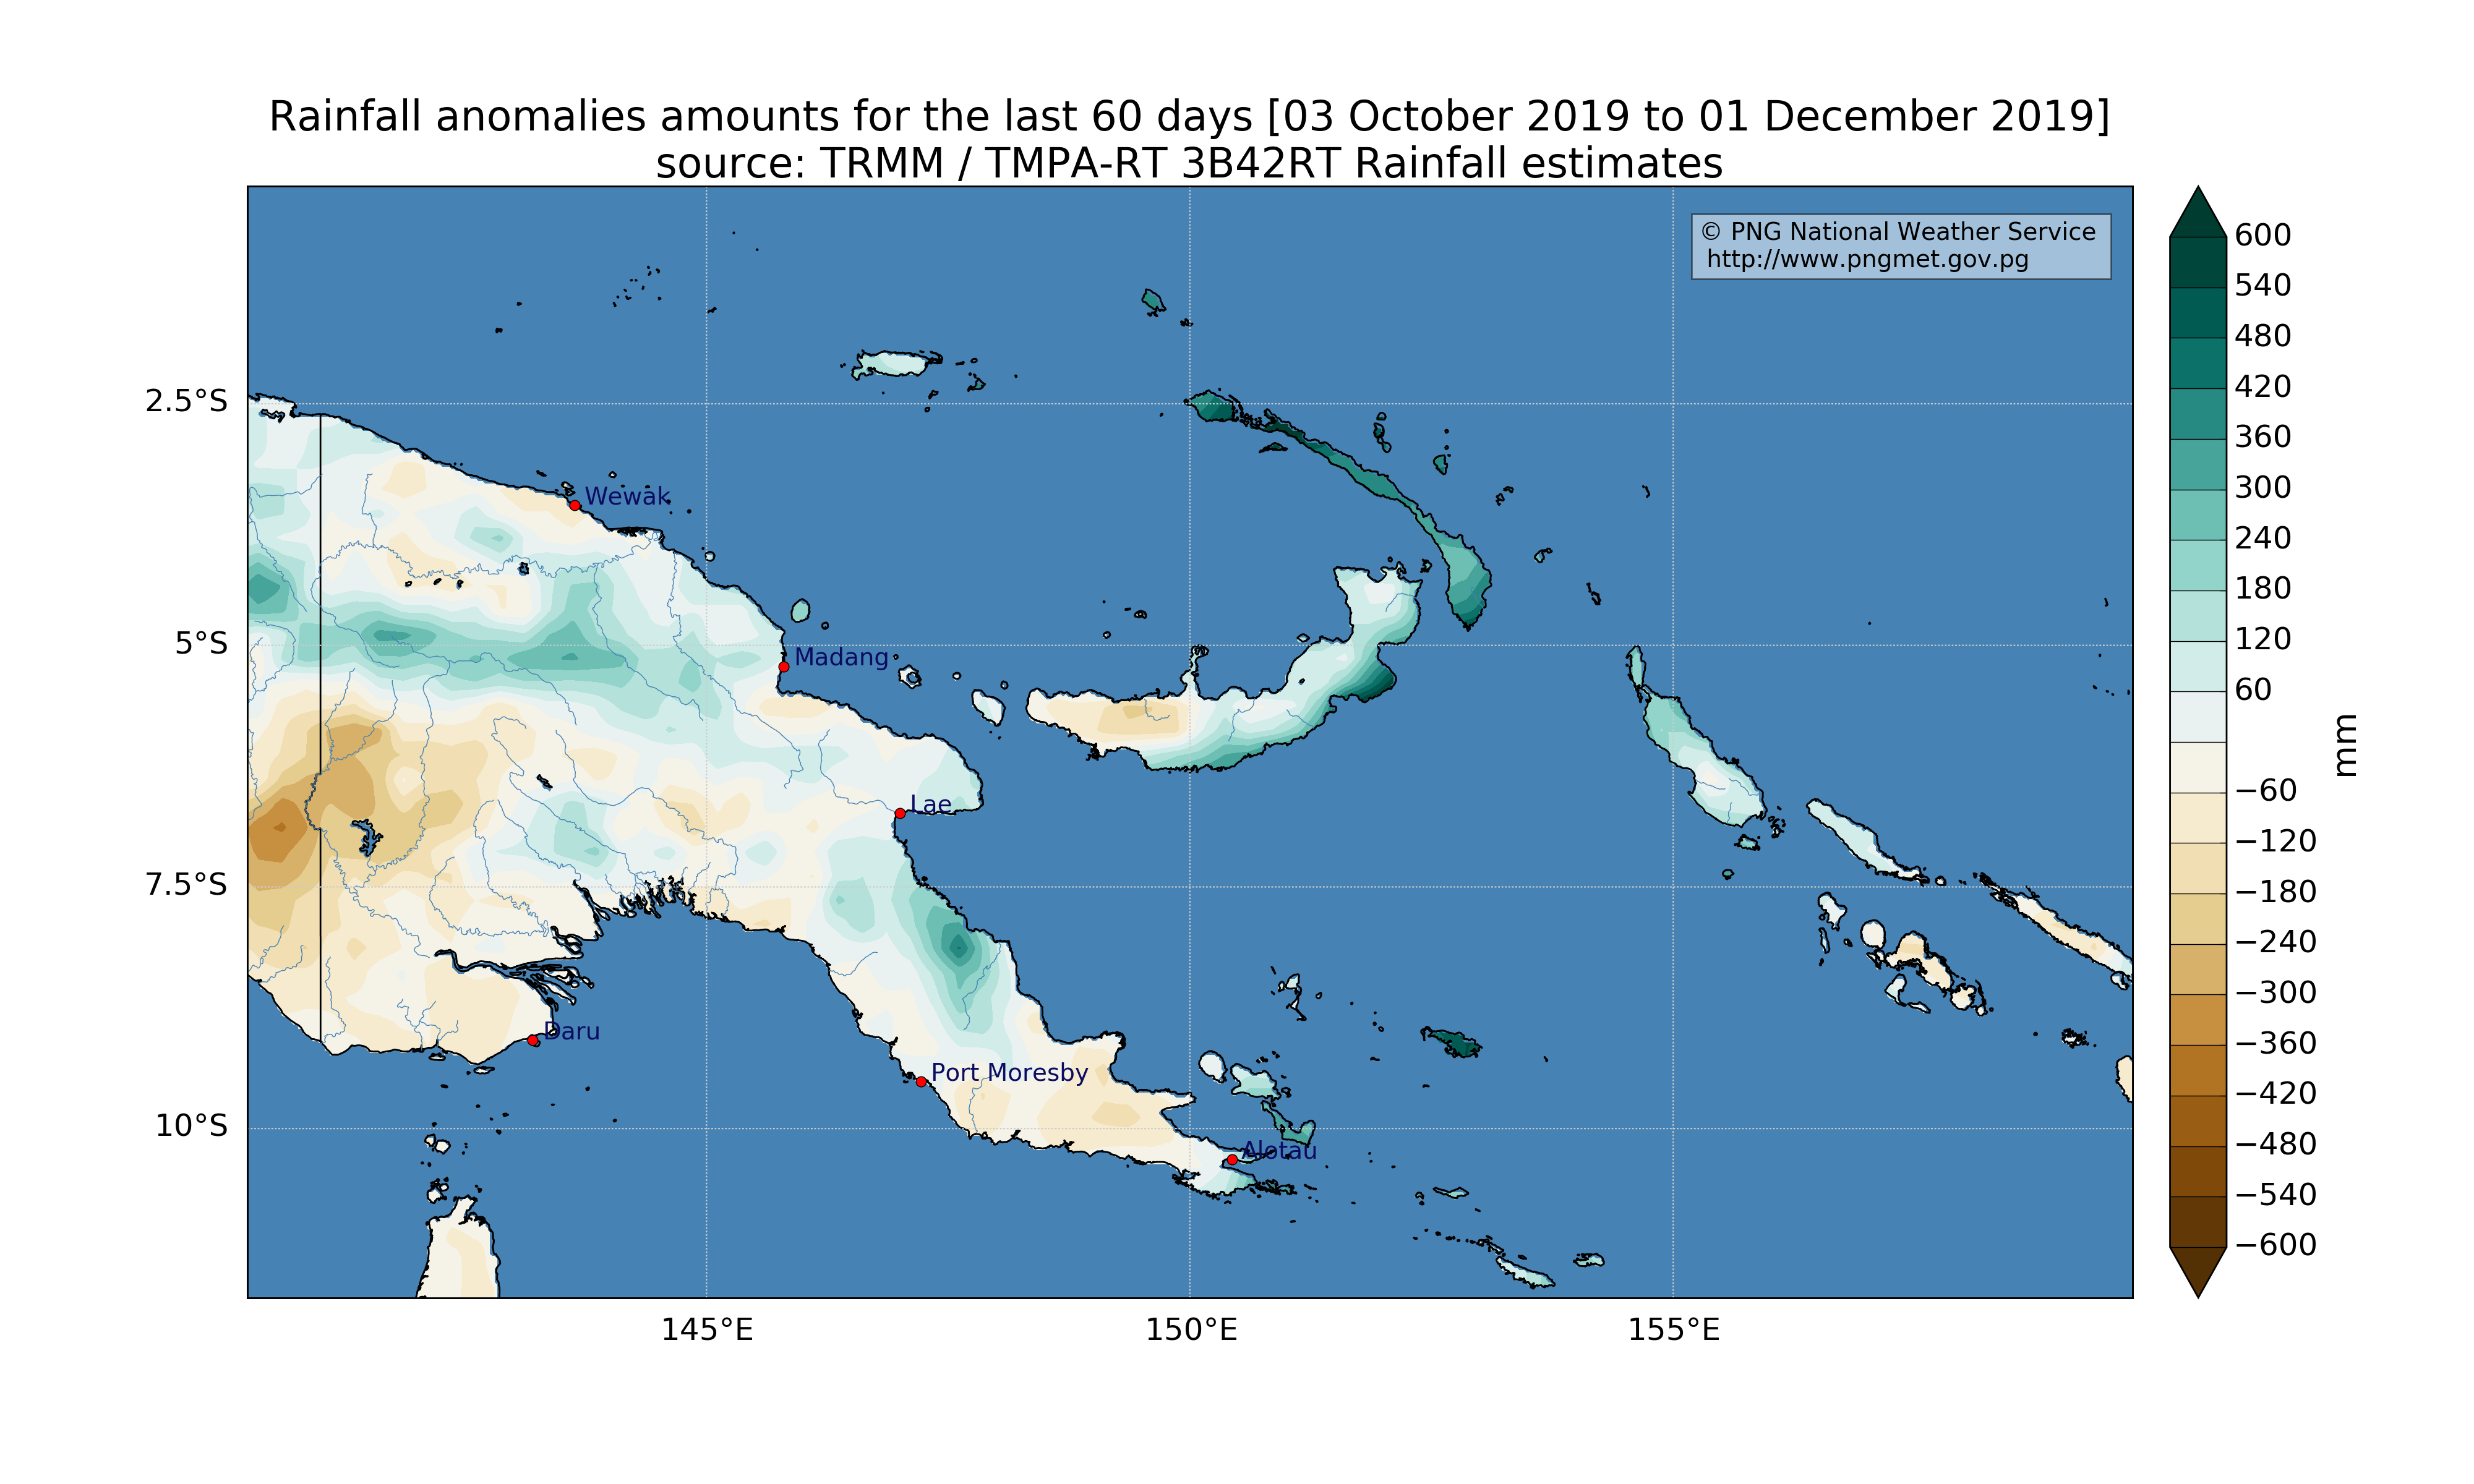 Rainfall anomalies amounts for the last 60 days [03 October 2019 to 01 December 2019]
source: TRMM / TMPA-RT 3B42RT Rainfall estimates
© PNG National Weather Service
http://www.pngmet.gov.pg
2.5°S
5°S
7.5°S
10°S
Wewak
Madang
Lae
Daru
Port Moresby
Alotau
145°E
150°E
155°E
600
540
480
420
360
300
240
180
120
60
−60
−120
−180
−240
−300
−360
−420
−480
−540
−600
mm